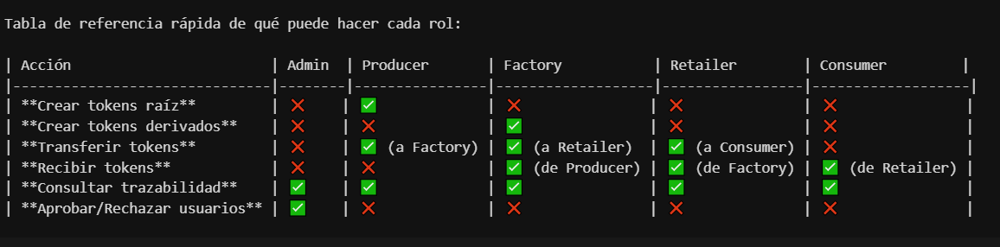 Tabla de referencia rápida de qué puede hacer cada rol:
| Acción | Admin | Producer | Factory | Retailer | Consumer |
|------------------------------|--------|----------------|-------------------|-----------------|-------------------|
| **Crear tokens raíz** | ❌ | ✅ | ❌ | ❌ | ❌ |
| **Crear tokens derivados** | ❌ | ❌ | ✅ | ❌ | ❌ |
| **Transferir tokens** | ❌ | ✅ (a Factory) | ✅ (a Retailer) | ✅ (a Consumer) | ❌ |
| **Recibir tokens** | ❌ | ❌ | ✅ (de Producer) | ✅ (de Factory) | ✅ (de Retailer) |
| **Consultar trazabilidad** | ✅ | ✅ | ✅ | ✅ | ✅ |
| **Aprobar/Rechazar usuarios** | ✅ | ❌ | ❌ | ❌ | ❌ |